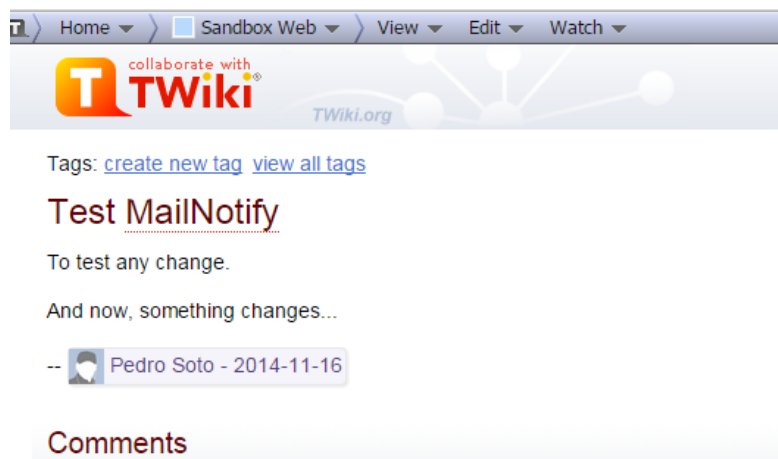 T Home Sandbox Web View Edit Watch
collaborate with
T TWiki®
TWiki.org
Tags: create new tag view all tags
Test MailNotify
To test any change.
And now, something changes...
-- Pedro Soto - 2014-11-16
Comments